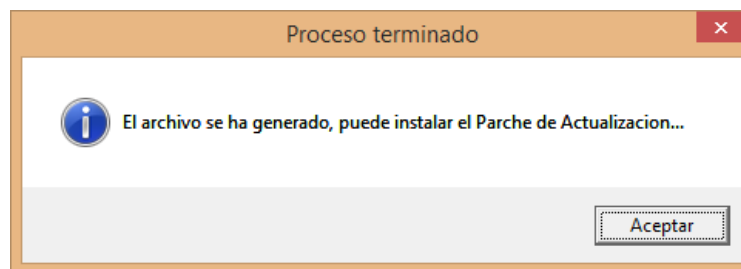 Proceso terminado
El archivo se ha generado, puede instalar el Parche de Actualizacion...
Aceptar